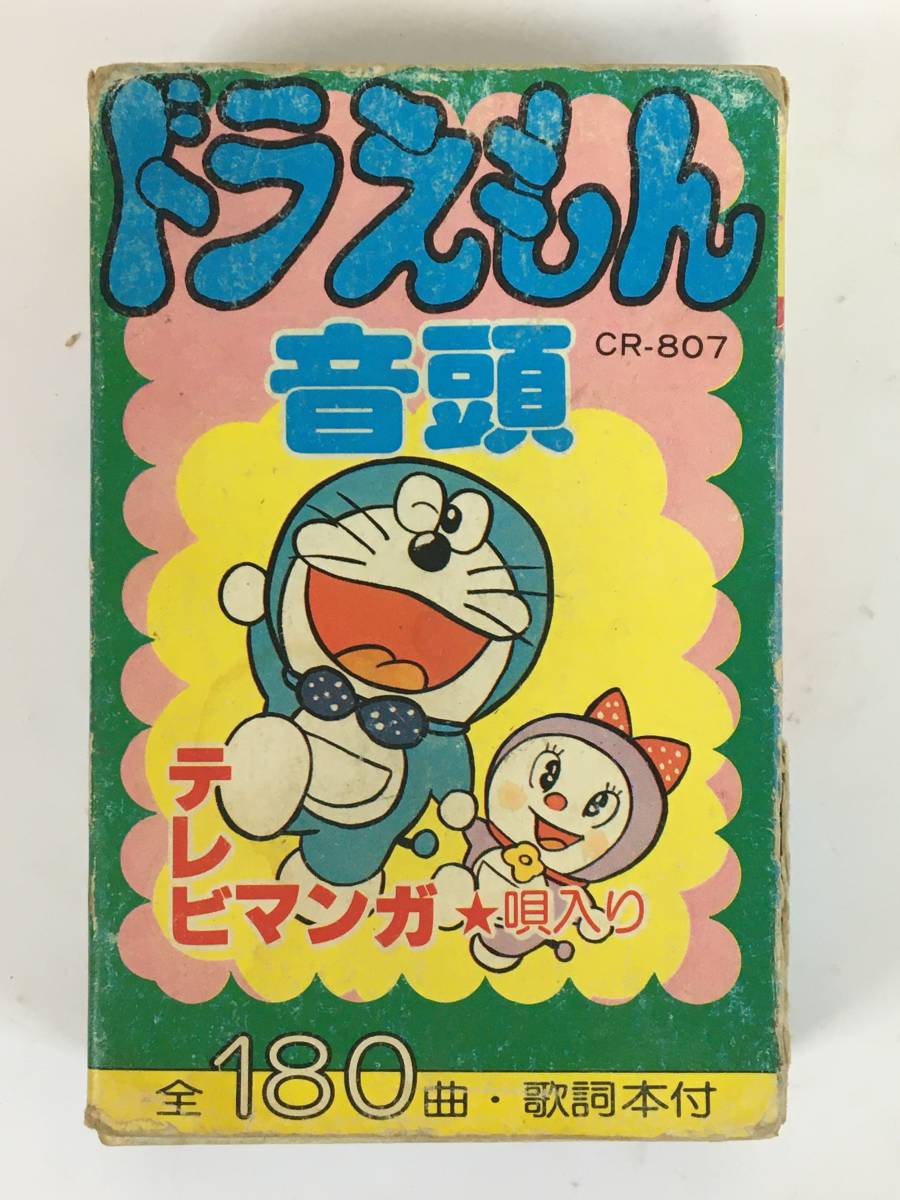 ドラえもん
音頭
CR-807
テレビマンガ★唄入り
全180曲・歌詞本付